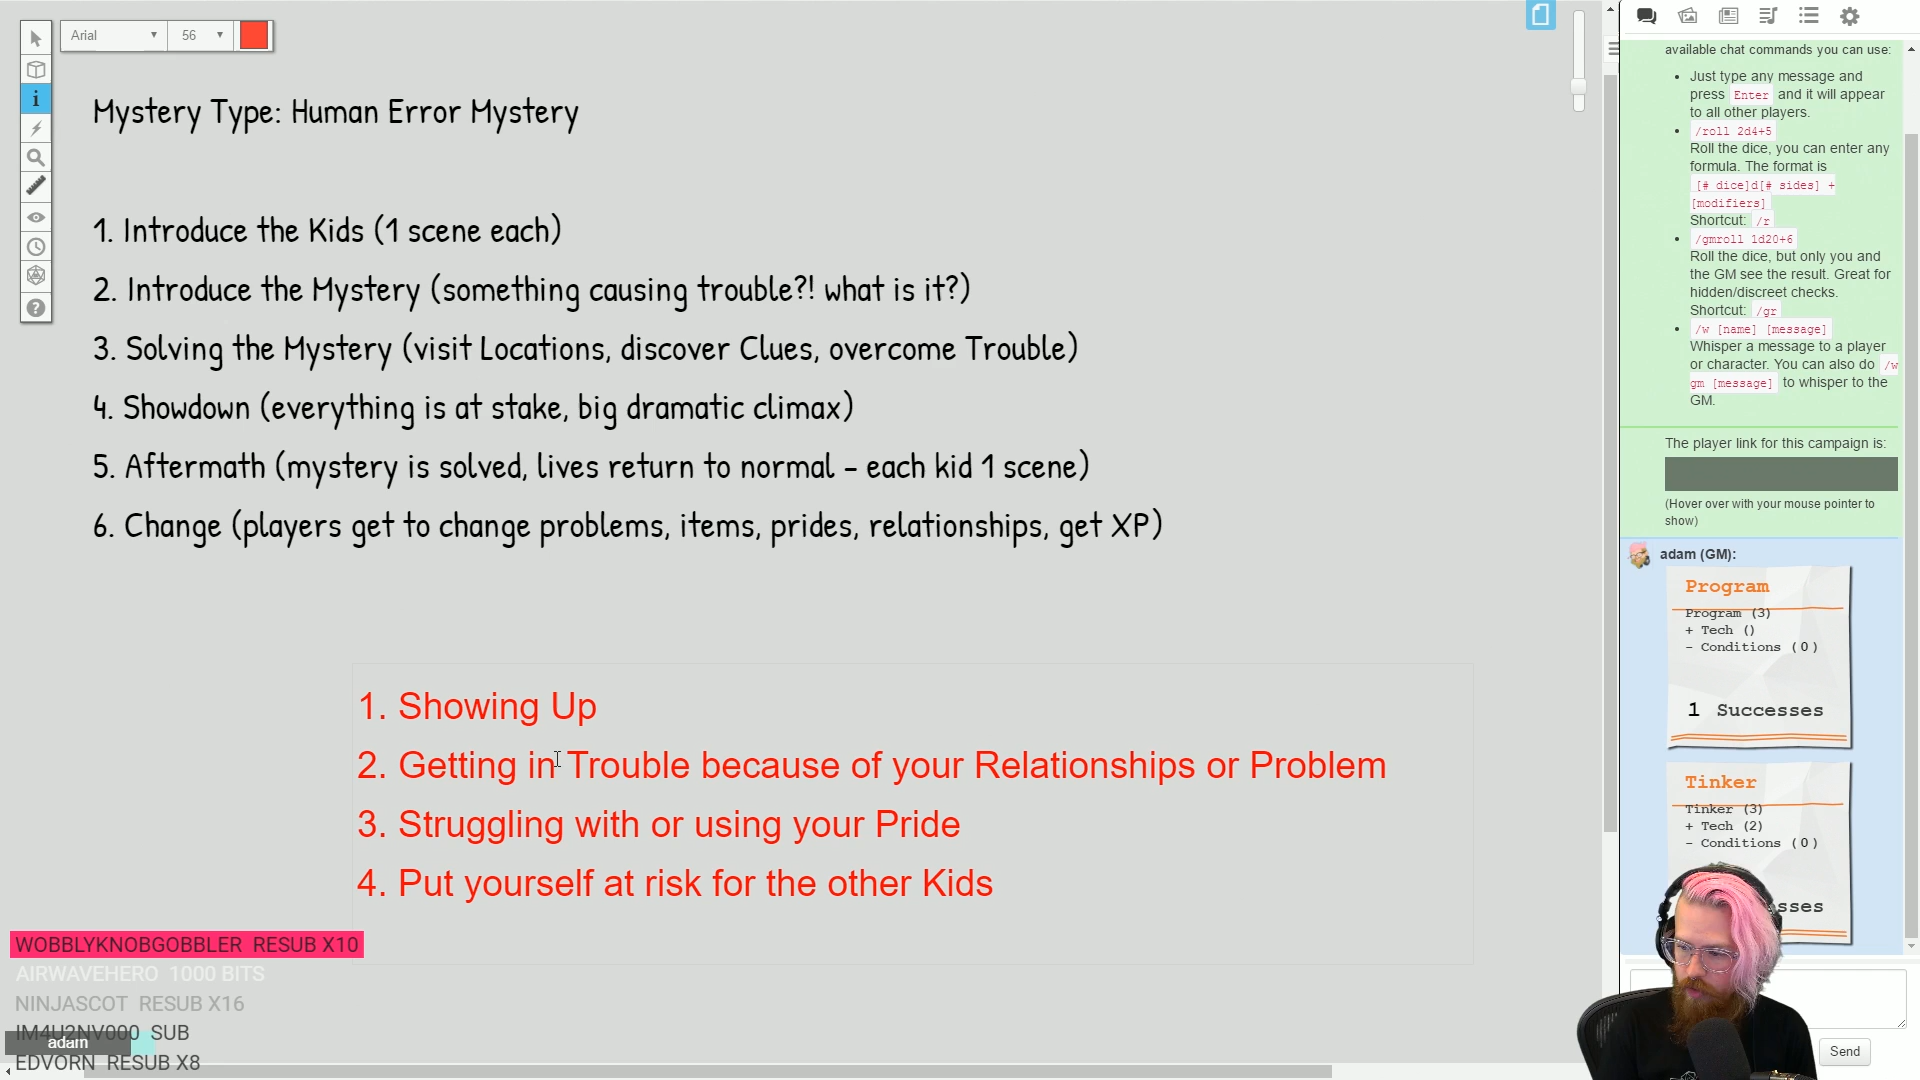 Arial
56
Mystery Type: Human Error Mystery
1. Introduce the Kids (1 scene each)
2. Introduce the Mystery (something causing trouble?! what is it?)
3. Solving the Mystery (visit Locations, discover Clues, overcome Trouble)
4. Showdown (everything is at stake, big dramatic climax)
5. Aftermath (mystery is solved, lives return to normal - each kid 1 scene)
6. Change (players get to change problems, items, prides, relationships, get XP)
1. Showing Up
2. Getting in Trouble because of your Relationships or Problem
3. Struggling with or using your Pride
4. Put yourself at risk for the other Kids
WOBBLYKNOBGOBBLER RESUB X10
AIRWAVEHERO 1000 BITS
NINJASCOT RESUB X16
IM4U2NV000 SUB
adam
EDVORN RESUB X8
available chat commands you can use:
• Just type any message and
press Enter and it will appear
to all other players.
• /roll 2d4+5
Roll the dice, you can enter any
formula. The format is
[# dice]d[# sides] +
[modifiers]
Shortcut: /r
• /gmroll 1d20+6
Roll the dice, but only you and
the GM see the result. Great for
hidden/discreet checks.
Shortcut: /gr
• /w [name] [message]
Whisper a message to a player
or character. You can also do /w
gm [message] to whisper to the
GM.
The player link for this campaign is:
(Hover over with your mouse pointer to
show)
adam (GM):
Program
Program (3)
+ Tech ()
- Conditions (0)
1 Successes
Tinker
Tinker (3)
+ Tech (2)
- Conditions (0)
sses
Send